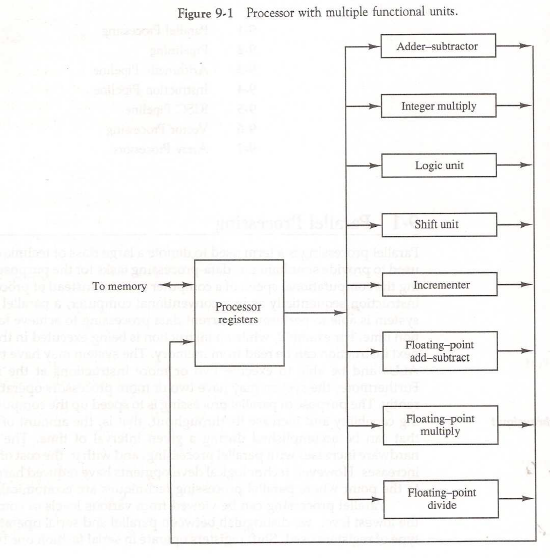 Figure 9-1 Processor with multiple functional units.
Adder–subtractor
Integer multiply
Logic unit
Shift unit
Incrementer
To memory
Processor
registers
Floating-point
add-subtract
Floating-point
multiply
Floating-point
divide